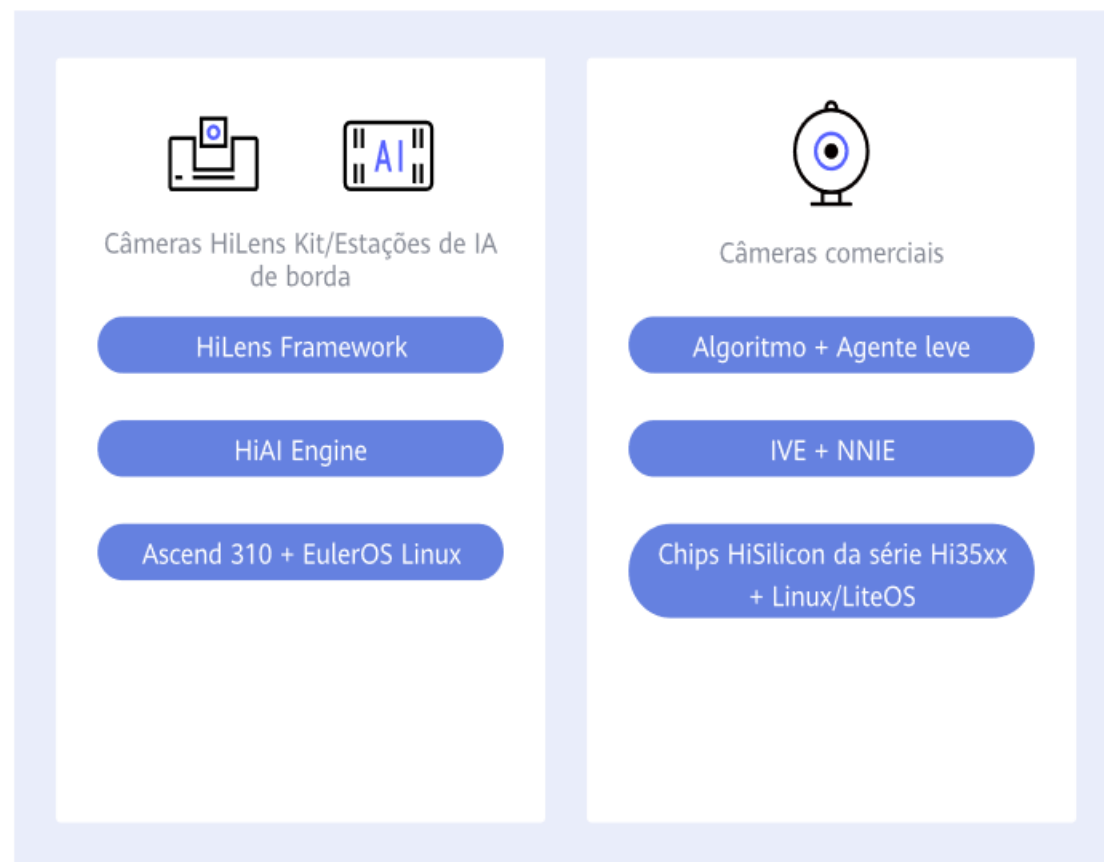 AI
Câmeras HiLens Kit/Estações de IA
de borda
HiLens Framework
HiAI Engine
Ascend 310 + EulerOS Linux
Câmeras comerciais
Algoritmo + Agente leve
IVE + NNIE
Chips HiSilicon da série Hi35xx
+ Linux/LiteOS